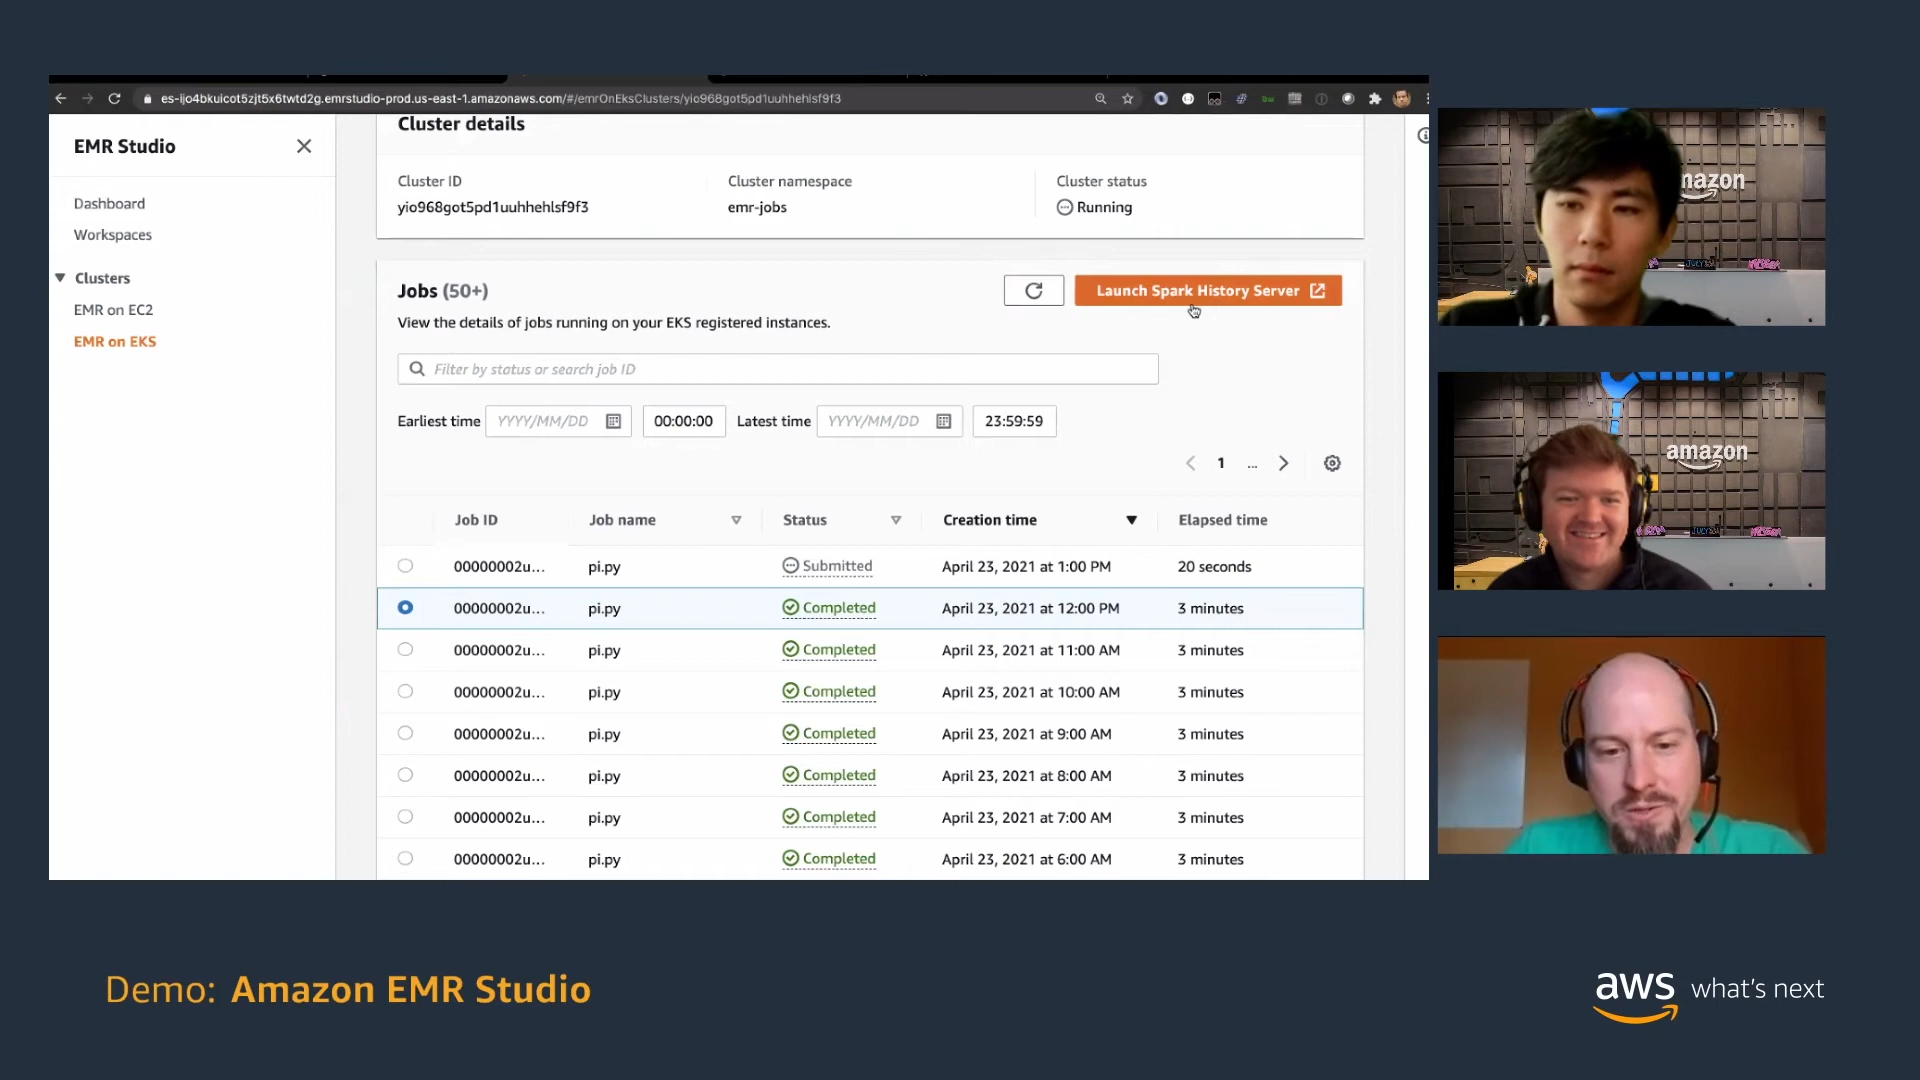 es-ijo4bkuicot5zjt5x6twtd2g.emrstudio-prod.us-east-1.amazonaws.com/#/emrOnEksClusters/yio968got5pd1uuhhehlsf9f3
EMR Studio
Dashboard
Workspaces
Clusters
EMR on EC2
EMR on EKS
Cluster details
Cluster ID
yio968got5pd1uuhhehlsf9f3
Cluster namespace
emr-jobs
Cluster status
Running
Jobs (50+)
Launch Spark History Server
View the details of jobs running on your EKS registered instances.
Filter by status or search job ID
Earliest time YYYY/MM/DD 00:00:00 Latest time YYYY/MM/DD 23:59:59
1 ...
Job ID Job name Status Creation time Elapsed time
00000002u... pi.py Submitted April 23, 2021 at 1:00 PM 20 seconds
00000002u... pi.py Completed April 23, 2021 at 12:00 PM 3 minutes
00000002u... pi.py Completed April 23, 2021 at 11:00 AM 3 minutes
00000002u... pi.py Completed April 23, 2021 at 10:00 AM 3 minutes
00000002u... pi.py Completed April 23, 2021 at 9:00 AM 3 minutes
00000002u... pi.py Completed April 23, 2021 at 8:00 AM 3 minutes
00000002u... pi.py Completed April 23, 2021 at 7:00 AM 3 minutes
00000002u... pi.py Completed April 23, 2021 at 6:00 AM 3 minutes
mazon
amazon
Demo: Amazon EMR Studio
aws what's next